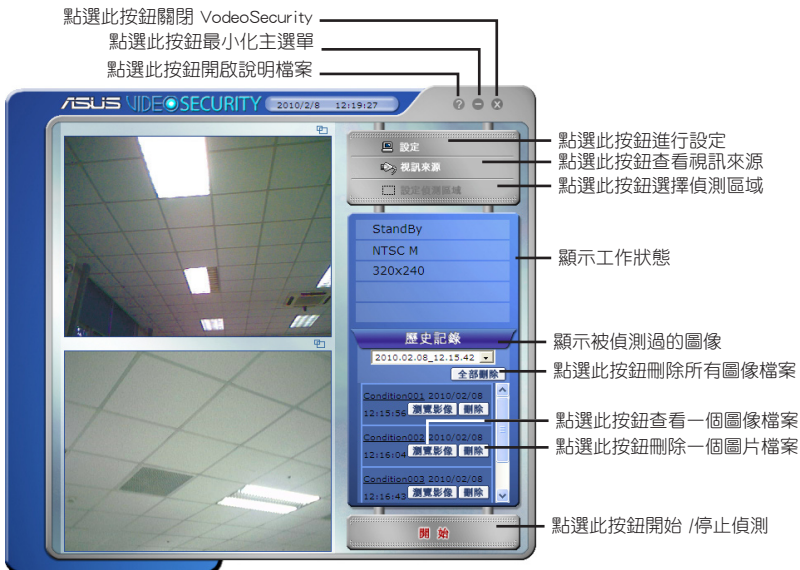 點選此按鈕關閉 VodeoSecurity
點選此按鈕最小化主選單
點選此按鈕開啟說明檔案
ASUS VIDEOSECURITY 2010/2/8 12:19:27
設定
點選此按鈕進行設定
視訊來源
點選此按鈕查看視訊來源
設定偵測區域
點選此按鈕選擇偵測區域
StandBy
NTSC M
320x240
顯示工作狀態
歷史記錄
顯示被偵測過的圖像
2010.02.08_12.15.42
全部刪除
點選此按鈕刪除所有圖像檔案
Condition001 2010/02/08
12:15:56 瀏覽影像 刪除
點選此按鈕查看一個圖像檔案
Condition002 2010/02/08
12:16:04 瀏覽影像 刪除
點選此按鈕刪除一個圖片檔案
Condition003 2010/02/08
12:16:43 瀏覽影像 刪除
開 始
點選此按鈕開始 /停止偵測